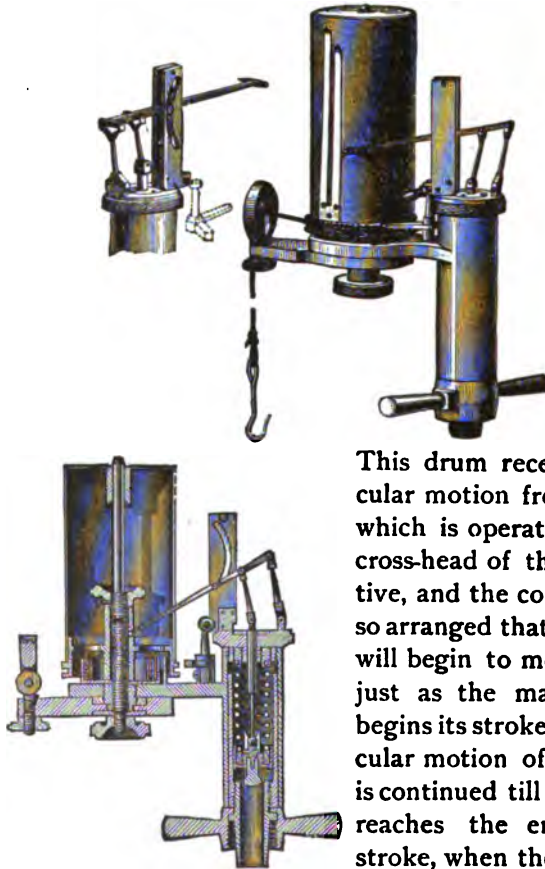 This drum rece
cular motion fr
which is operat
cross-head of th
tive, and the co
so arranged that
will begin to m
just as the ma
begins its stroke
cular motion of
is continued till
reaches the en
stroke, when the